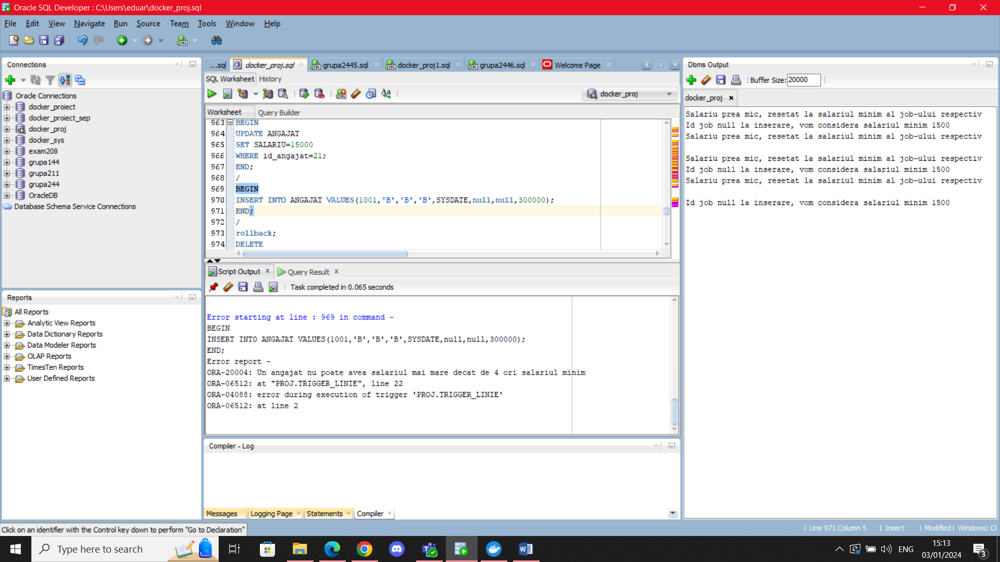 Oracle SQL Developer : C:\Users\eduar\docker_proj.sql
File Edit View Navigate Run Source Team Tools Window Help
Connections
Oracle Connections
docker_proiect
docker_proiect_sep
docker_proj
docker_sys
exam208
grupa144
grupa211
grupa244
OracleDB
Database Schema Service Connections
Reports
All Reports
Analytic View Reports
Data Dictionary Reports
Data Modeler Reports
OLAP Reports
TimesTen Reports
User Defined Reports
...sql docker_proj.sql grupa2445.sql docker_proj1.sql grupa2446.sql Welcome Page
SQL Worksheet History
docker_proj
Worksheet Query Builder
963 BEGIN
964 UPDATE ANGAJAT
965 SET SALARIU=15000
966 WHERE id_angajat=21;
967 END;
968 /
969 BEGIN
970 INSERT INTO ANGAJAT VALUES(1001,'B','B','B',SYSDATE,null,null,300000);
971 END;
972 /
973 rollback;
974 DELETE
Script Output Query Result
Task completed in 0.065 seconds
Error starting at line : 969 in command -
BEGIN
INSERT INTO ANGAJAT VALUES(1001,'B','B','B',SYSDATE,null,null,300000);
END;
Error report -
ORA-20004: Un angajat nu poate avea salariul mai mare decat de 4 ori salariul minim
ORA-06512: at "PROJ.TRIGGER_LINIE", line 22
ORA-04088: error during execution of trigger 'PROJ.TRIGGER_LINIE'
ORA-06512: at line 2
Compiler - Log
Messages Logging Page Statements Compiler
Dbms Output
Buffer Size: 20000
docker_proj
Salariu prea mic, resetat la salariul minim al job-ului respectiv
Id job null la inserare, vom considera salariul minim 1500
Salariu prea mic, resetat la salariul minim al job-ului respectiv
Salariu prea mic, resetat la salariul minim al job-ului respectiv
Id job null la inserare, vom considera salariul minim 1500
Salariu prea mic, resetat la salariul minim al job-ului respectiv
Id job null la inserare, vom considera salariul minim 1500
Click on an identifier with the Control key down to perform "Go to Declaration"
Line 971 Column 5 Insert Modified Windows: CF
Type here to search
ENG
15:13
03/01/2024
3